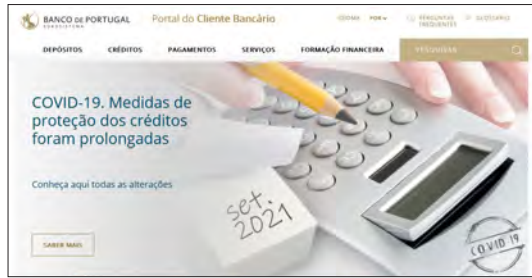 BANCO DE PORTUGAL
EUROSISTEMA
Portal do Cliente Bancário
IDIOMA POR
PERGUNTAS FREQUENTES
GLOSSÁRIO
DEPÓSITOS CRÉDITOS PAGAMENTOS SERVIÇOS FORMAÇÃO FINANCEIRA PESQUISAR
COVID-19. Medidas de
proteção dos créditos
foram prolongadas
Conheça aqui todas as alterações
set.
2021
SABER MAIS
COVID-19